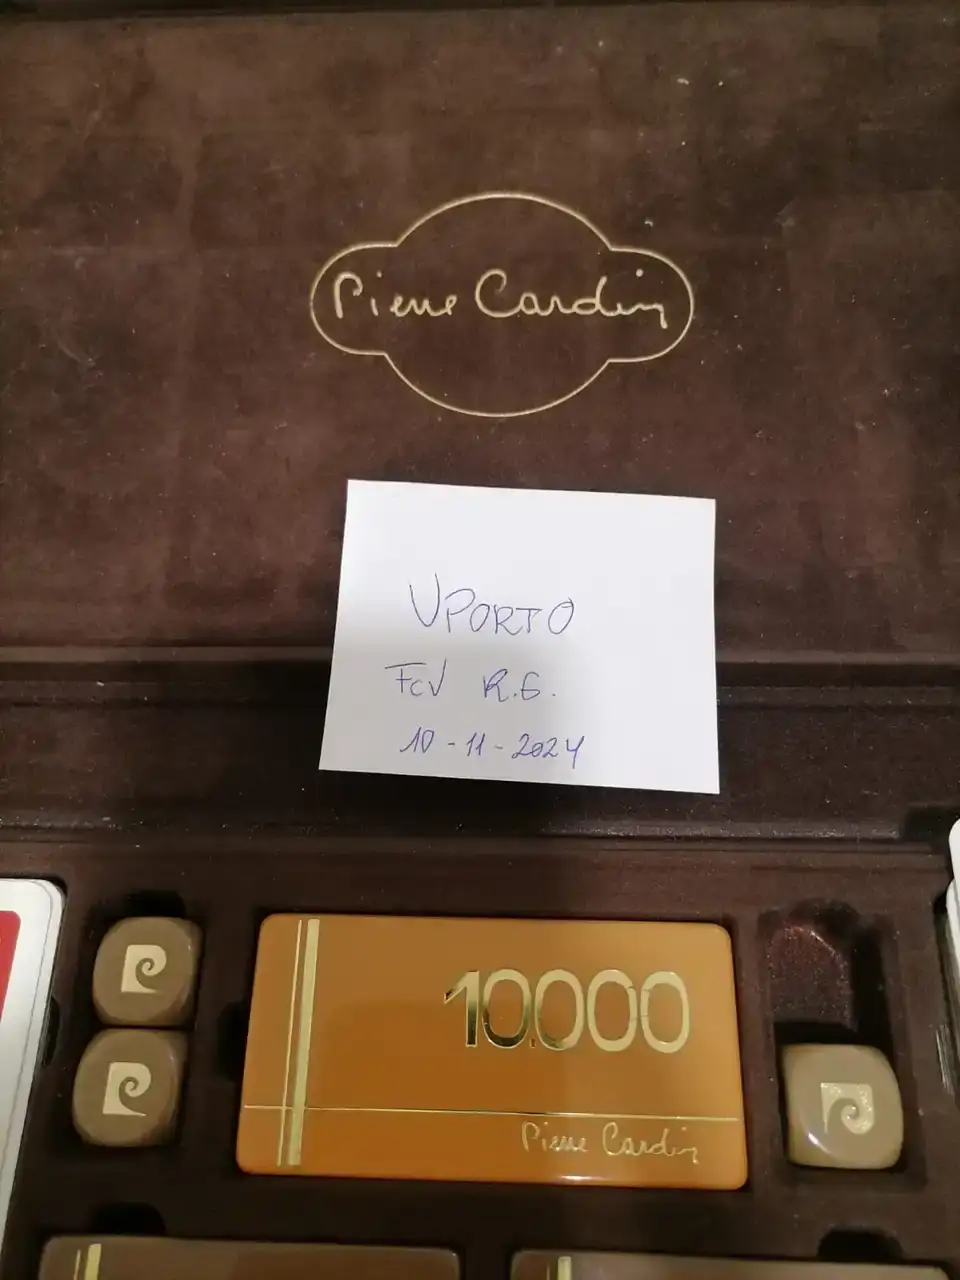 Pierre Cardin
VPORTO
FCV R.G.
10-11-2024
10.000
Pierre Cardin